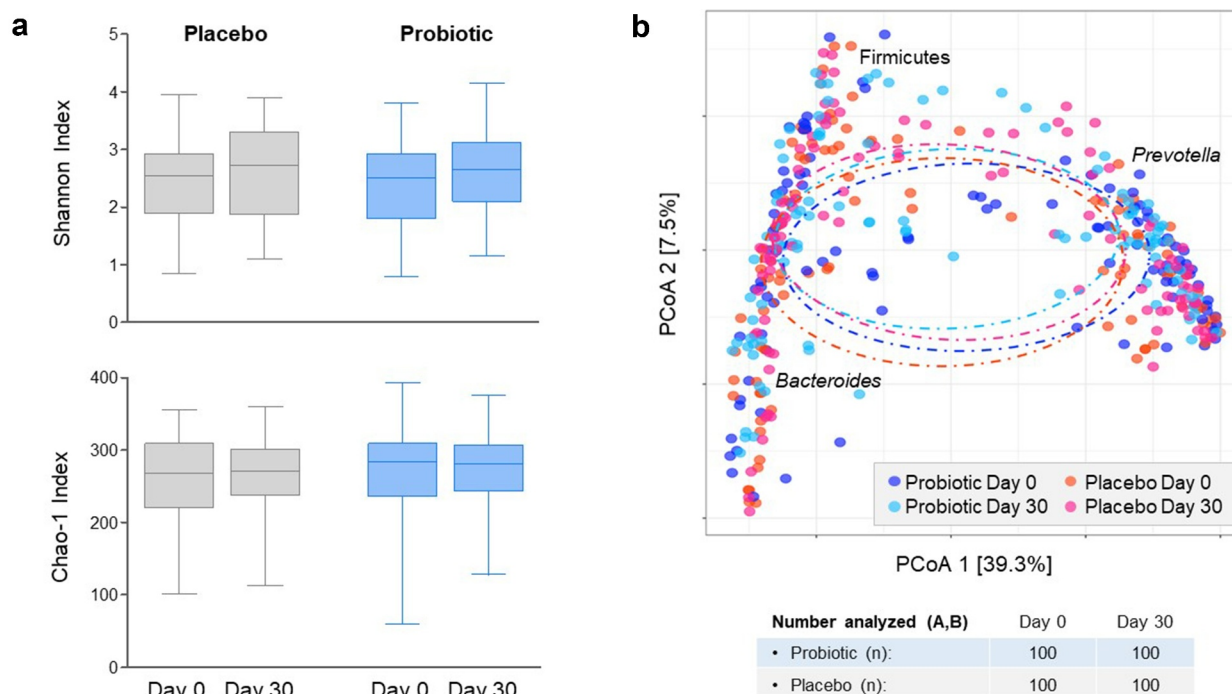 a
Placebo Probiotic
Shannon Index
5
4
3
2
1
0
Chao-1 Index
400
300
200
100
0
Day 0 Day 30 Day 0 Day 30
b
Firmicutes
Prevotella
Bacteroides
PCoA 2 [7.5%]
Probiotic Day 0 Placebo Day 0
Probiotic Day 30 Placebo Day 30
PCoA 1 [39.3%]
Number analyzed (A,B) Day 0 Day 30
• Probiotic (n): 100 100
• Placebo (n): 100 100